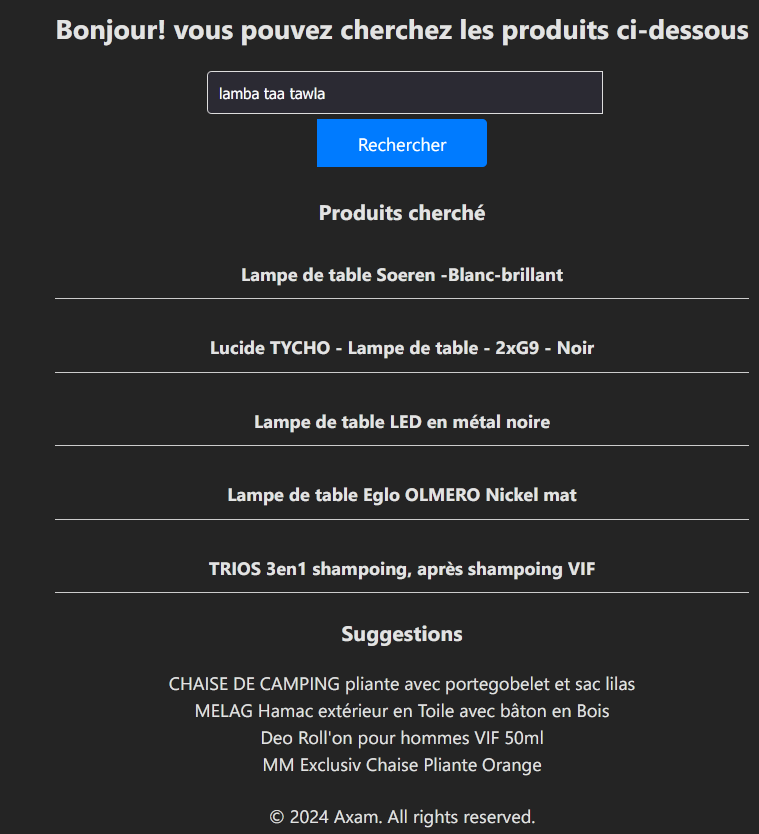 Bonjour! vous pouvez cherchez les produits ci-dessous
lamba taa tawla
Rechercher
Produits cherché
Lampe de table Soeren -Blanc-brillant
Lucide TYCHO - Lampe de table - 2xG9 - Noir
Lampe de table LED en métal noire
Lampe de table Eglo OLMERO Nickel mat
TRIOS 3en1 shampoing, après shampoing VIF
Suggestions
CHAISE DE CAMPING pliante avec portegobelet et sac lilas
MELAG Hamac extérieur en Toile avec bâton en Bois
Deo Roll'on pour hommes VIF 50ml
MM Exclusiv Chaise Pliante Orange
© 2024 Axam. All rights reserved.